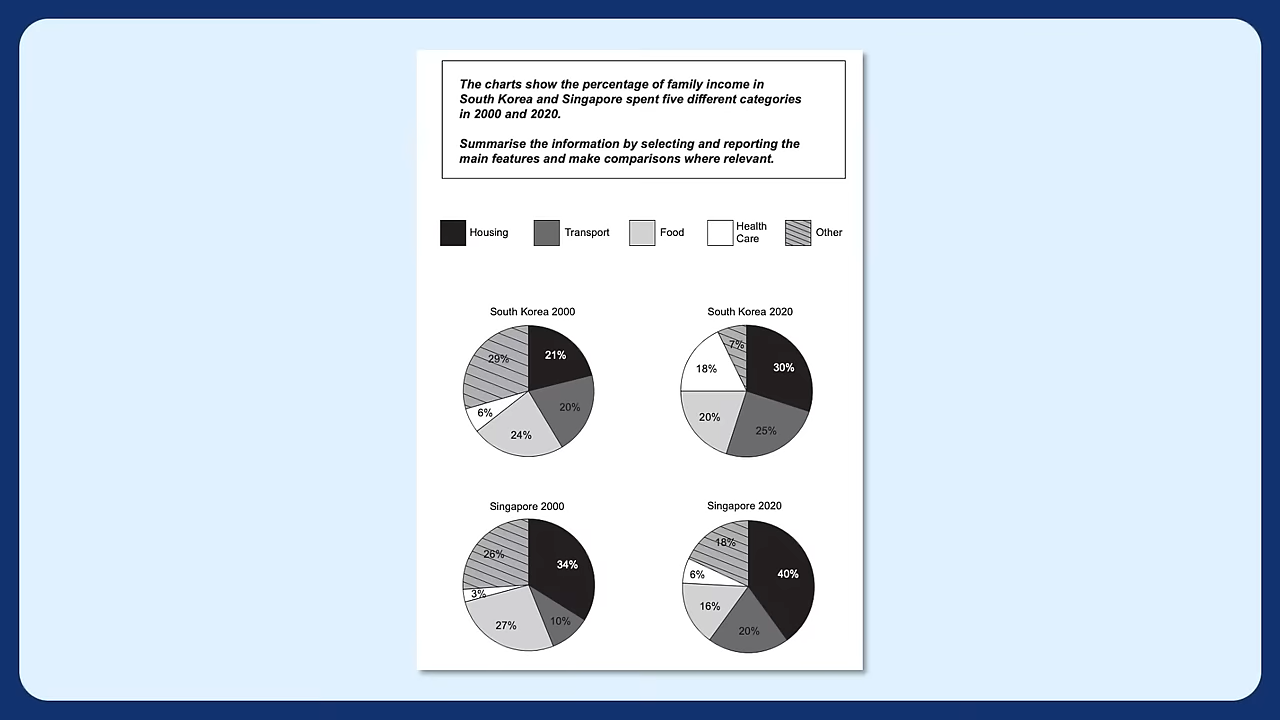 The charts show the percentage of family income in
South Korea and Singapore spent five different categories
in 2000 and 2020.
Summarise the information by selecting and reporting the
main features and make comparisons where relevant.
Housing
Transport
Food
Health
Care
Other
South Korea 2000
21%
20%
24%
6%
29%
South Korea 2020
30%
25%
20%
18%
7%
Singapore 2000
34%
10%
27%
3%
26%
Singapore 2020
40%
20%
16%
6%
18%